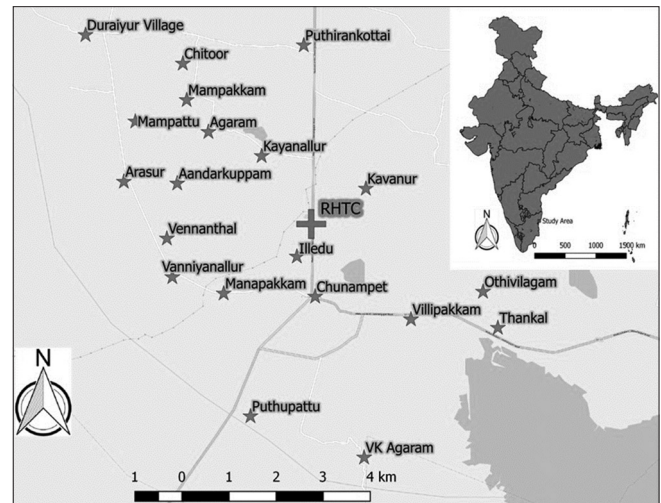 Duraiyur Village
Puthirankottai
Chitoor
Mampakkam
Mampattu
Agaram
Kayanallur
Arasur
Aandarkuppam
Kavanur
RHTC
Vennanthal
Illedu
Vanniyanallur
Manapakkam
Chunampet
Othivilagam
Villipakkam
Thankal
Puthupattu
VK Agaram
N
1 0 1 2 3 4 km
Study Area
N
0 500 1000 1500 km